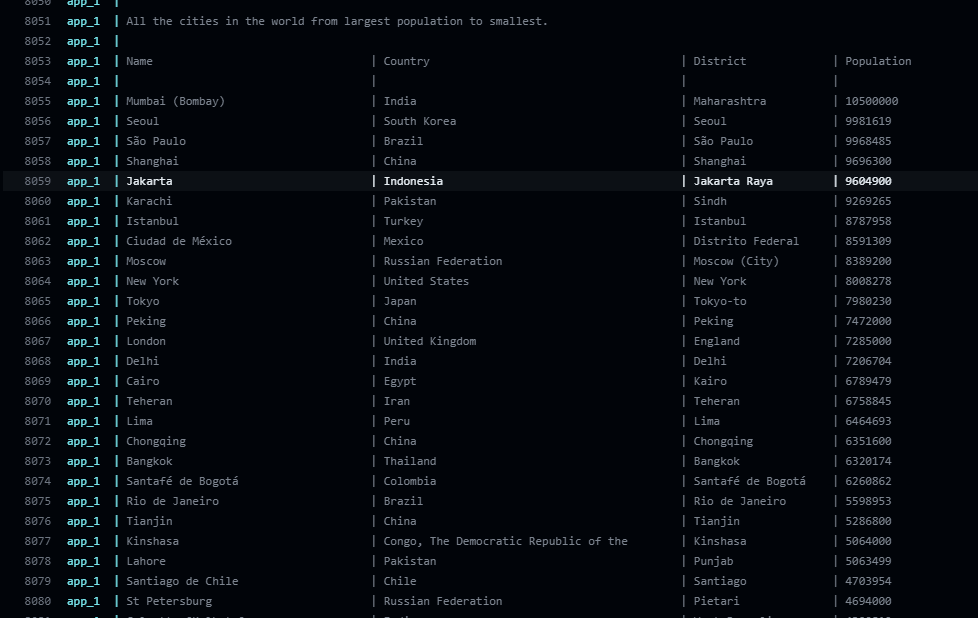 8050 app_1 |
8051 app_1 | All the cities in the world from largest population to smallest.
8052 app_1 |
8053 app_1 | Name | Country | District | Population
8054 app_1 | | | |
8055 app_1 | Mumbai (Bombay) | India | Maharashtra | 10500000
8056 app_1 | Seoul | South Korea | Seoul | 9981619
8057 app_1 | São Paulo | Brazil | São Paulo | 9968485
8058 app_1 | Shanghai | China | Shanghai | 9696300
8059 app_1 | Jakarta | Indonesia | Jakarta Raya | 9604900
8060 app_1 | Karachi | Pakistan | Sindh | 9269265
8061 app_1 | Istanbul | Turkey | Istanbul | 8787958
8062 app_1 | Ciudad de México | Mexico | Distrito Federal | 8591309
8063 app_1 | Moscow | Russian Federation | Moscow (City) | 8389200
8064 app_1 | New York | United States | New York | 8008278
8065 app_1 | Tokyo | Japan | Tokyo-to | 7980230
8066 app_1 | Peking | China | Peking | 7472000
8067 app_1 | London | United Kingdom | England | 7285000
8068 app_1 | Delhi | India | Delhi | 7206704
8069 app_1 | Cairo | Egypt | Kairo | 6789479
8070 app_1 | Teheran | Iran | Teheran | 6758845
8071 app_1 | Lima | Peru | Lima | 6464693
8072 app_1 | Chongqing | China | Chongqing | 6351600
8073 app_1 | Bangkok | Thailand | Bangkok | 6320174
8074 app_1 | Santafé de Bogotá | Colombia | Santafé de Bogotá | 6260862
8075 app_1 | Rio de Janeiro | Brazil | Rio de Janeiro | 5598953
8076 app_1 | Tianjin | China | Tianjin | 5286800
8077 app_1 | Kinshasa | Congo, The Democratic Republic of the | Kinshasa | 5064000
8078 app_1 | Lahore | Pakistan | Punjab | 5063499
8079 app_1 | Santiago de Chile | Chile | Santiago | 4703954
8080 app_1 | St Petersburg | Russian Federation | Pietari | 4694000